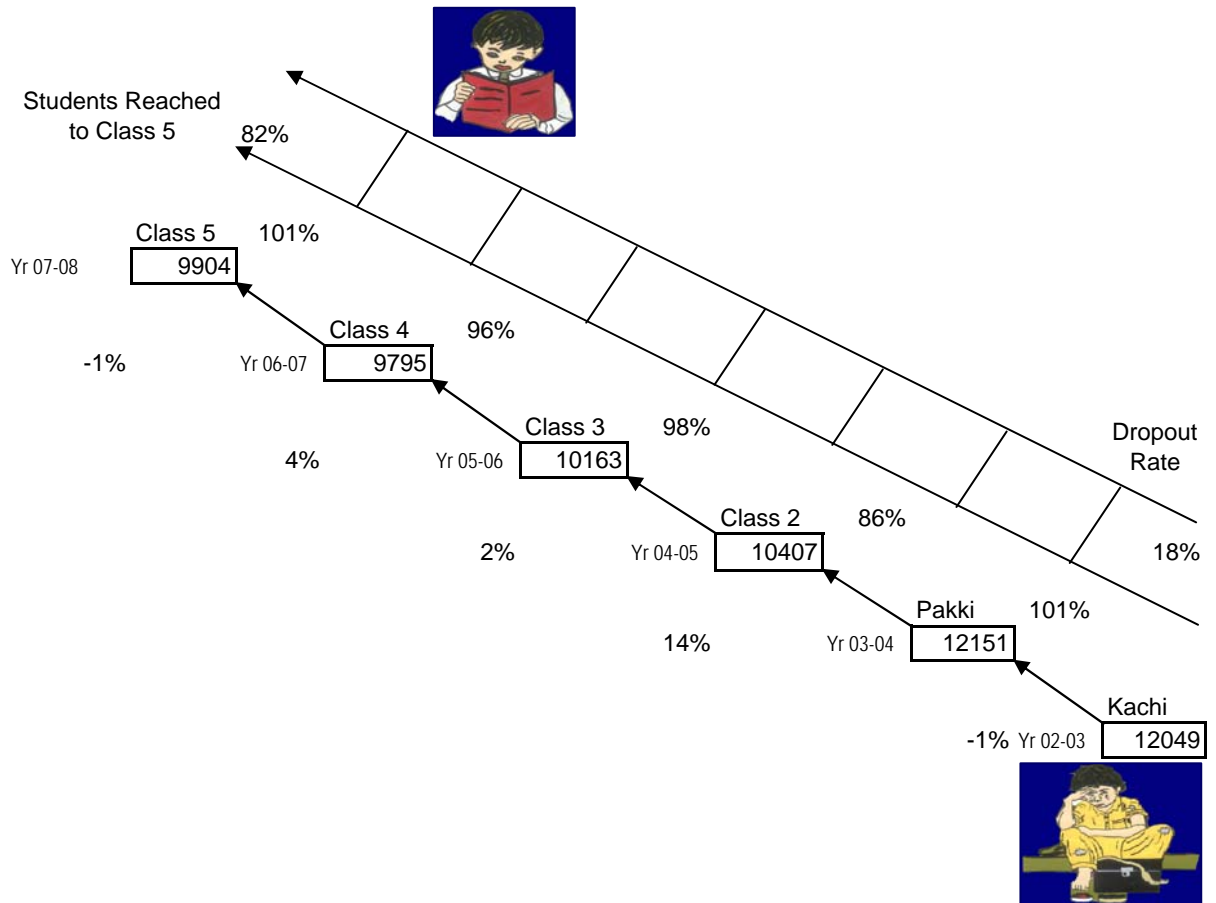 Students Reached
to Class 5
82%
Class 5 101%
Yr 07-08 9904
Class 4 96%
-1% Yr 06-07 9795
Class 3 98%
Dropout
Rate
4% Yr 05-06 10163
Class 2 86%
2% Yr 04-05 10407 18%
Pakki 101%
14% Yr 03-04 12151
Kachi
-1% Yr 02-03 12049